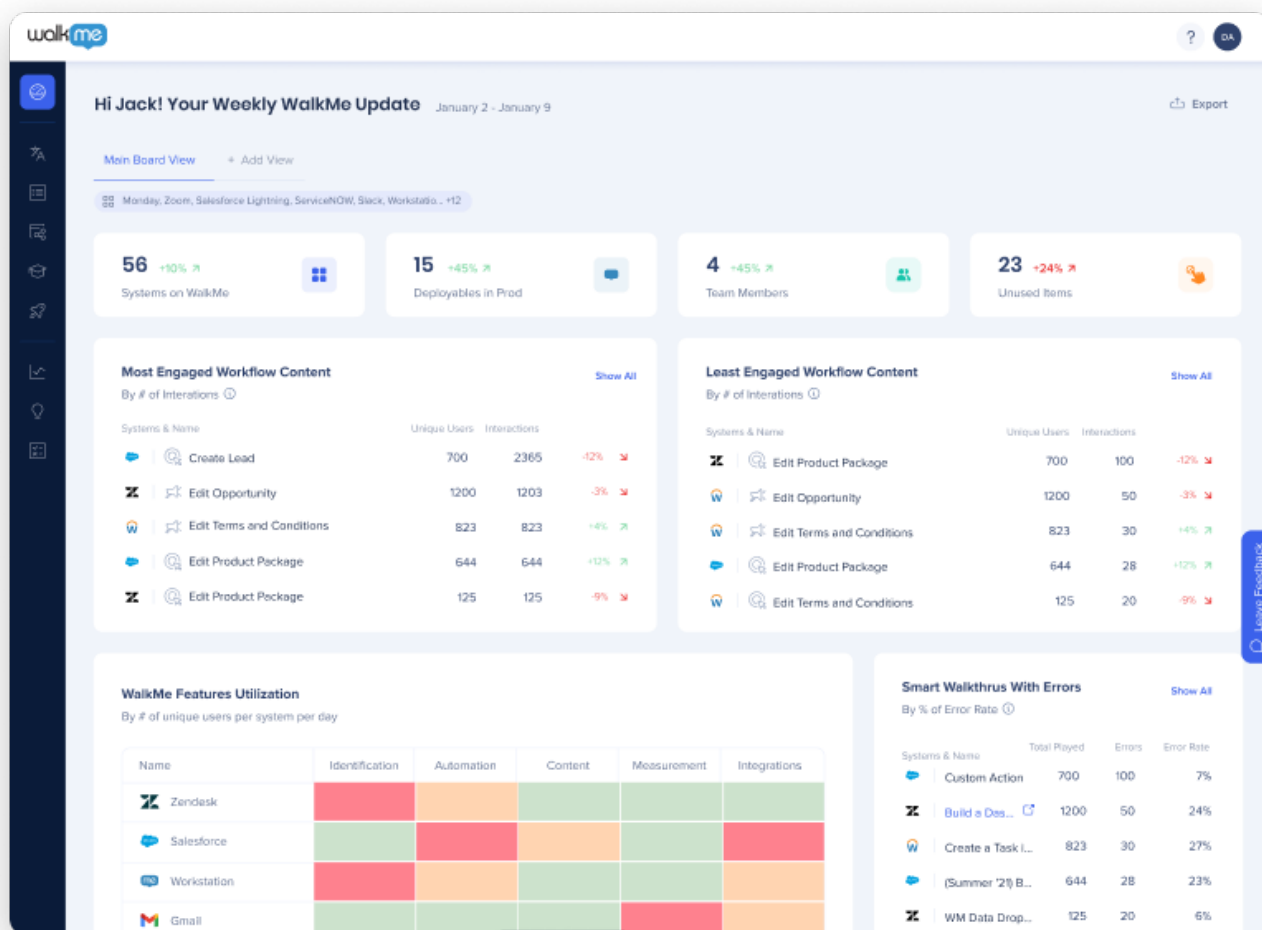 walkme
?
DA
Hi Jack! Your Weekly WalkMe Update January 2 - January 9
Export
Main Board View + Add View
Monday, Zoom, Salesforce Lightning, ServiceNOW, Slack, Workstatio... +12
56 +10%
Systems on WalkMe
15 +45%
Deployables in Prod
4 +45%
Team Members
23 +24%
Unused Items
Most Engaged Workflow Content
Show All
By # of Interations
Systems & Name Unique Users Interactions
Create Lead 700 2365 -12%
Edit Opportunity 1200 1203 -3%
Edit Terms and Conditions 823 823 +4%
Edit Product Package 644 644 +12%
Edit Product Package 125 125 -9%
Least Engaged Workflow Content
Show All
By # of Interations
Systems & Name Unique Users Interactions
Edit Product Package 700 100 -12%
Edit Opportunity 1200 50 -3%
Edit Terms and Conditions 823 30 +4%
Edit Product Package 644 28 +12%
Edit Terms and Conditions 125 20 -9%
Leave Feedback
WalkMe Features Utilization
By # of unique users per system per day
Name Identification Automation Content Measurement Integrations
Zendesk
Salesforce
me Workstation
Gmail
Smart Walkthrus With Errors
Show All
By % of Error Rate
Systems & Name Total Played Errors Error Rate
Custom Action 700 100 7%
Build a Das... 1200 50 24%
Create a Task i... 823 30 27%
(Summer '21) B... 644 28 23%
WM Data Drop... 125 20 6%